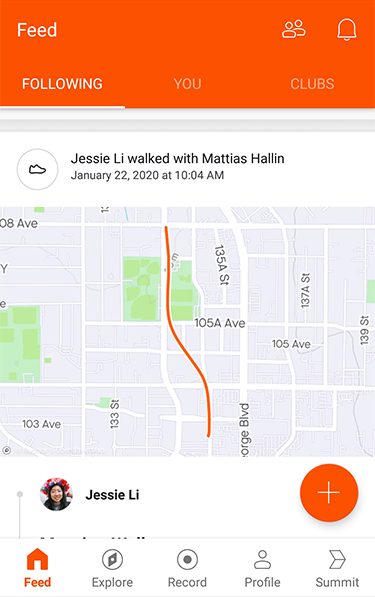 Feed
FOLLOWING
YOU
CLUBS
Jessie Li walked with Mattias Hallin
January 22, 2020 at 10:04 AM
08 Ave
135A St
137A St
139 St
105A Ave
105 Ave
133 St
103 Ave
orge Blvd
Jessie Li
Feed
Explore
Record
Profile
Summit